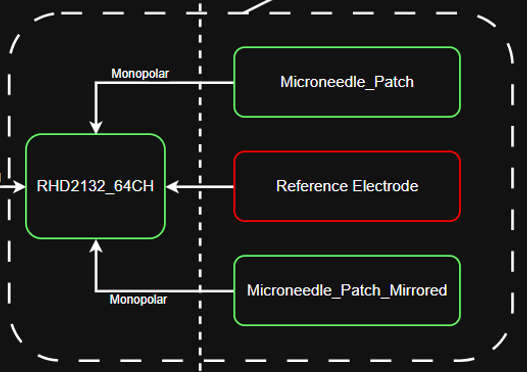 Monopolar
Microneedle_Patch
RHD2132_64CH
Reference Electrode
Microneedle_Patch_Mirrored
Monopolar